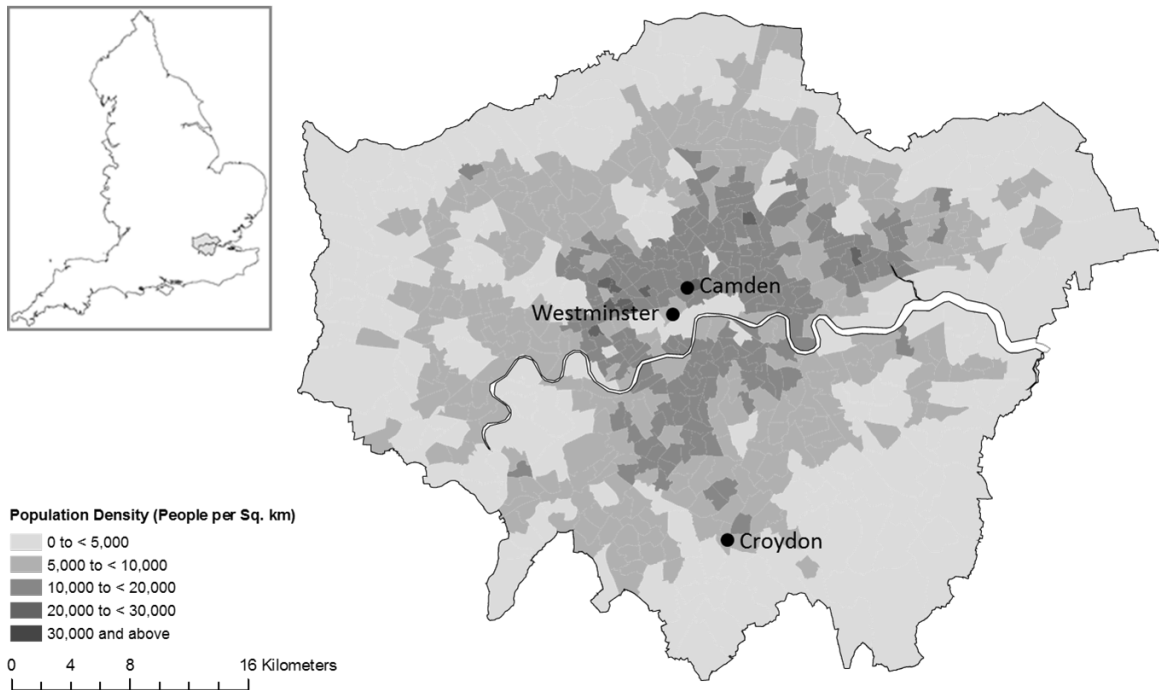 Camden
Westminster
Croydon
Population Density (People per Sq. km)
0 to < 5,000
5,000 to < 10,000
10,000 to < 20,000
20,000 to < 30,000
30,000 and above
0 4 8 16 Kilometers